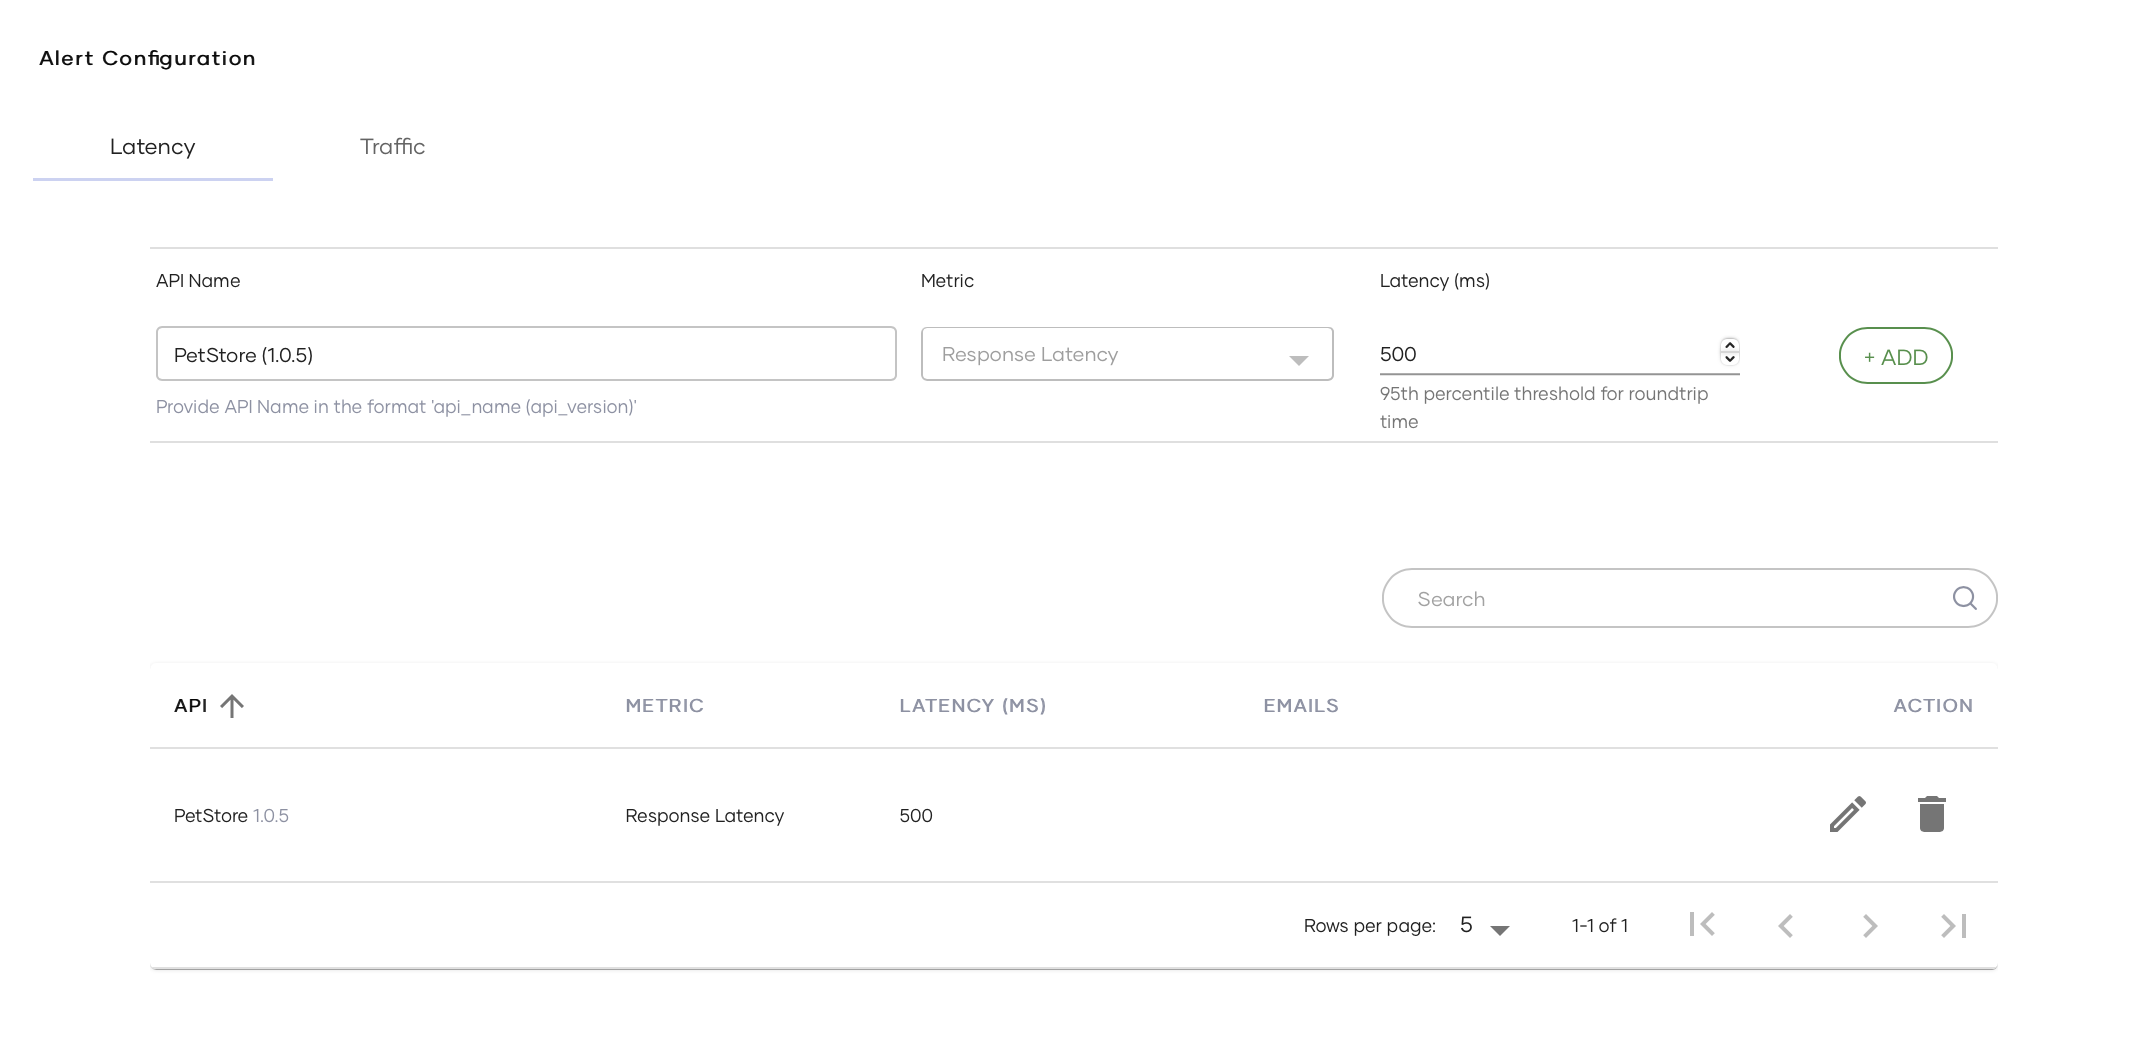 Alert Configuration
Latency Traffic
API Name Metric Latency (ms)
PetStore (1.0.5) Response Latency 500 + ADD
Provide API Name in the format 'api_name (api_version)' 95th percentile threshold for roundtrip
time
Search
API METRIC LATENCY (MS) EMAILS ACTION
PetStore 1.0.5 Response Latency 500
Rows per page: 5 1-1 of 1